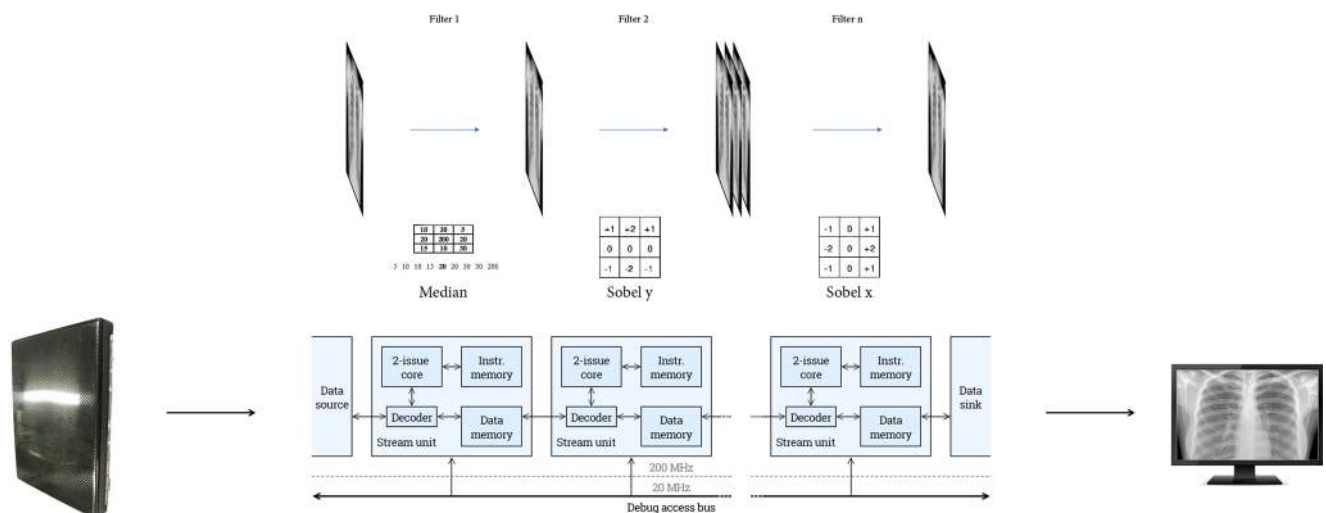 Filter 1
Filter 2
Filter n
10 30 5
20 200 20
15 10 30
5 10 10 15 20 20 30 30 200
Median
+1 +2 +1
0 0 0
-1 -2 -1
Sobel y
-1 0 +1
-2 0 +2
-1 0 +1
Sobel x
Data
source
2-issue
core
Instr.
memory
Decoder
Data
memory
Stream unit
2-issue
core
Instr.
memory
Decoder
Data
memory
Stream unit
2-issue
core
Instr.
memory
Decoder
Data
memory
Stream unit
Data
sink
200 MHz
20 MHz
Debug access bus